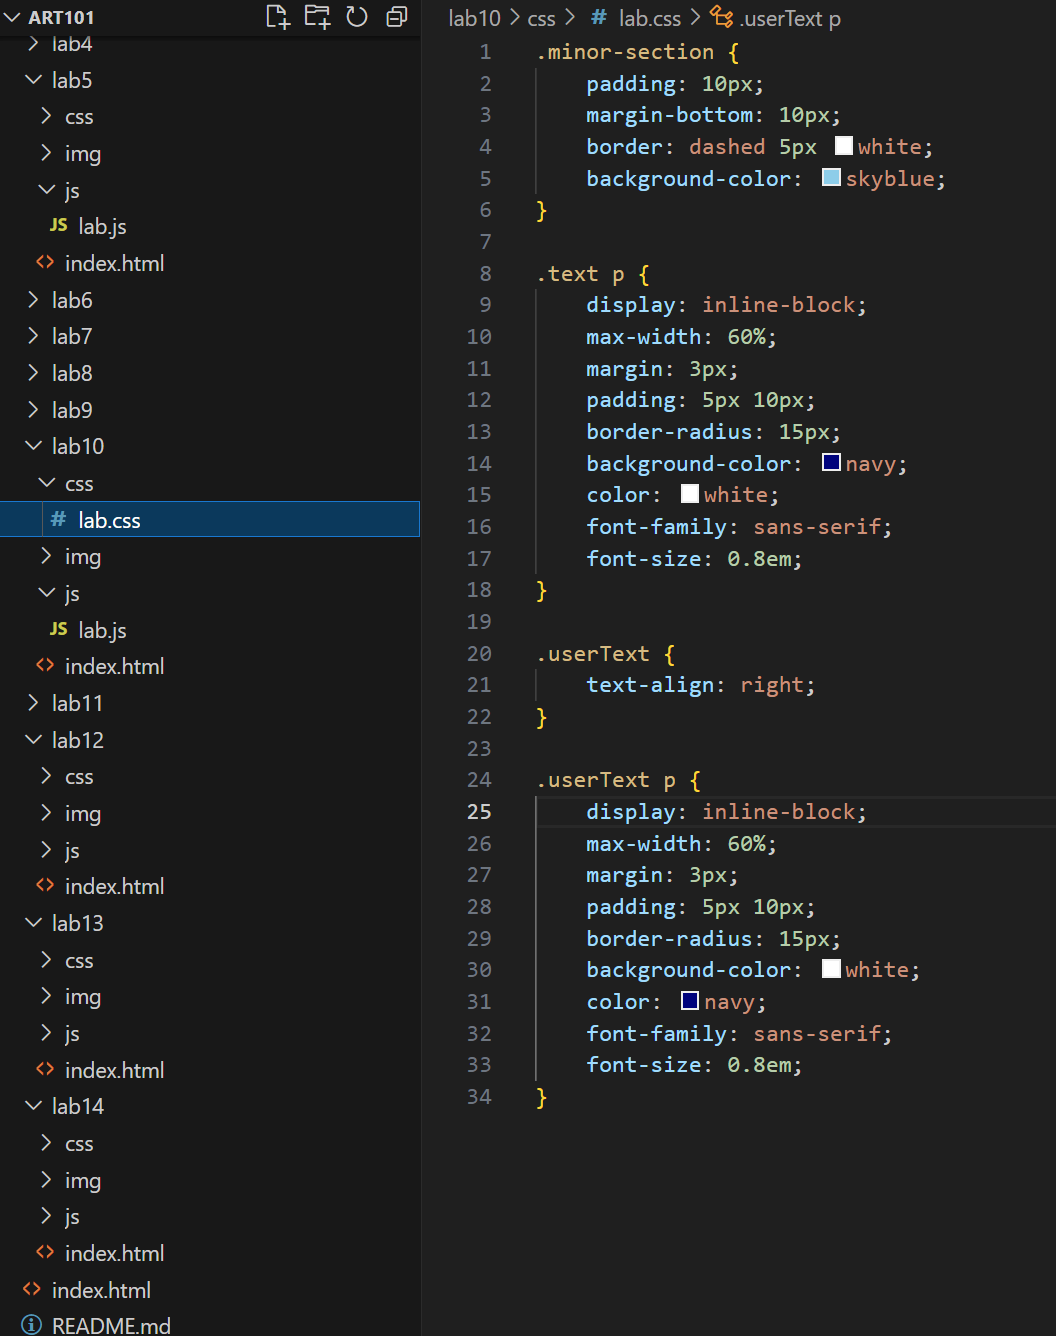 ART101
lab4
lab5
css
img
js
JS lab.js
<> index.html
lab6
lab7
lab8
lab9
lab10
css
# lab.css
img
js
JS lab.js
<> index.html
lab11
lab12
css
img
js
<> index.html
lab13
css
img
js
<> index.html
lab14
css
img
js
<> index.html
<> index.html
README.md
lab10 > css > # lab.css > .userText p
1 .minor-section {
2     padding: 10px;
3     margin-bottom: 10px;
4     border: dashed 5px white;
5     background-color: skyblue;
6 }
7
8 .text p {
9     display: inline-block;
10     max-width: 60%;
11     margin: 3px;
12     padding: 5px 10px;
13     border-radius: 15px;
14     background-color: navy;
15     color: white;
16     font-family: sans-serif;
17     font-size: 0.8em;
18 }
19
20 .userText {
21     text-align: right;
22 }
23
24 .userText p {
25     display: inline-block;
26     max-width: 60%;
27     margin: 3px;
28     padding: 5px 10px;
29     border-radius: 15px;
30     background-color: white;
31     color: navy;
32     font-family: sans-serif;
33     font-size: 0.8em;
34 }